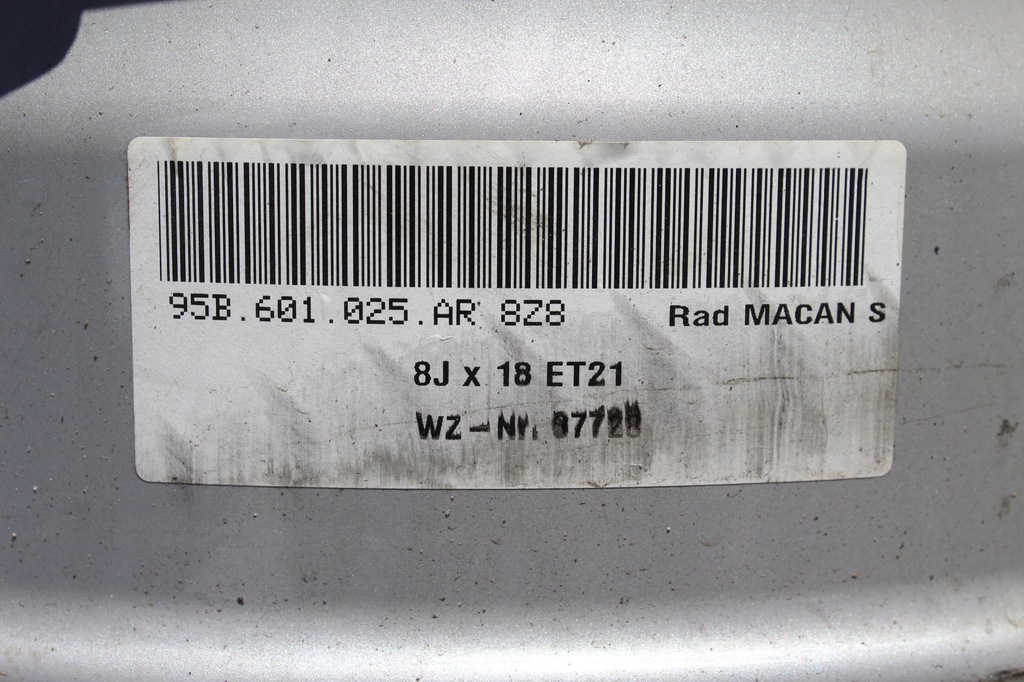 95B.601.025.AR 8Z8 Rad MACAN S
8J x 18 ET21
WZ-Nr.